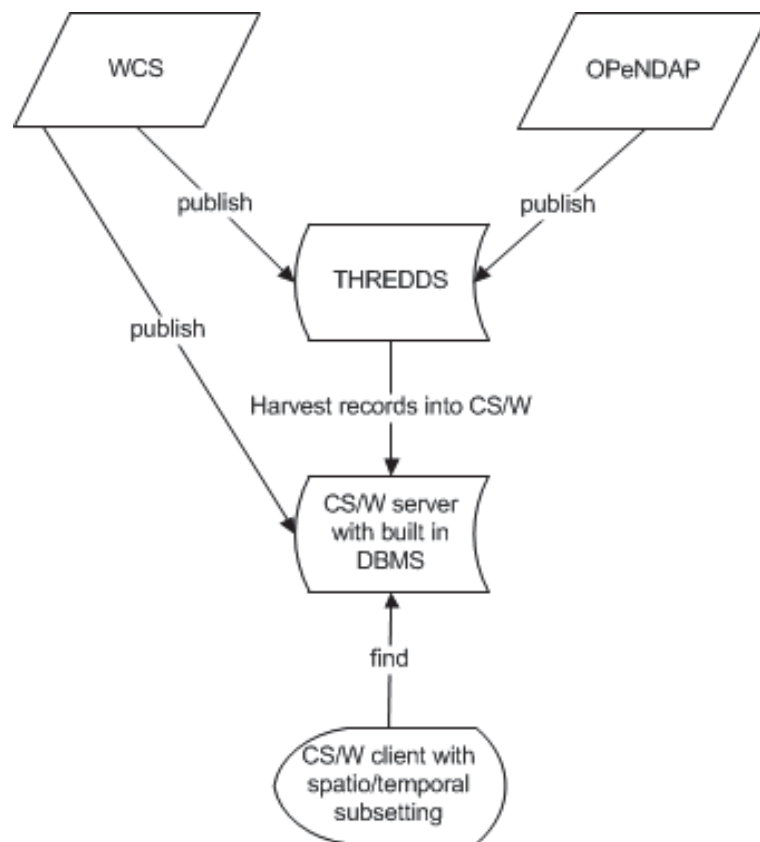 WCS
OPeNDAP
publish
publish
THREDDS
publish
Harvest records into CS/W
CS/W server
with built in
DBMS
find
CS/W client with
spatio/temporal
subsetting